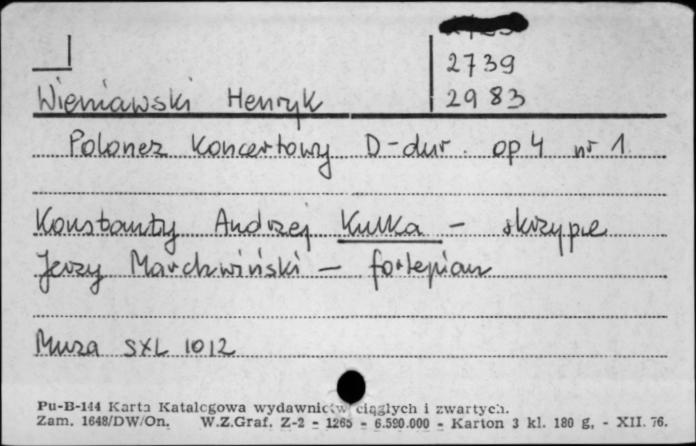 2739
Wieniawski Henryk 2983
Polonez Koncertowy D-dur. op 4 nr 1.
Konstanty Andrzej Kulka - skrzypce
Jerzy Marchwiński - fortepian
Muza SXL 1012
Pu-B-144 Karta Katalogowa wydawnictw ciągłych i zwartych.
Zam. 1648/DW/On. W.Z.Graf. Z-2 - 1265 - 6.590.000 - Karton 3 kl. 180 g, - XII. 76.